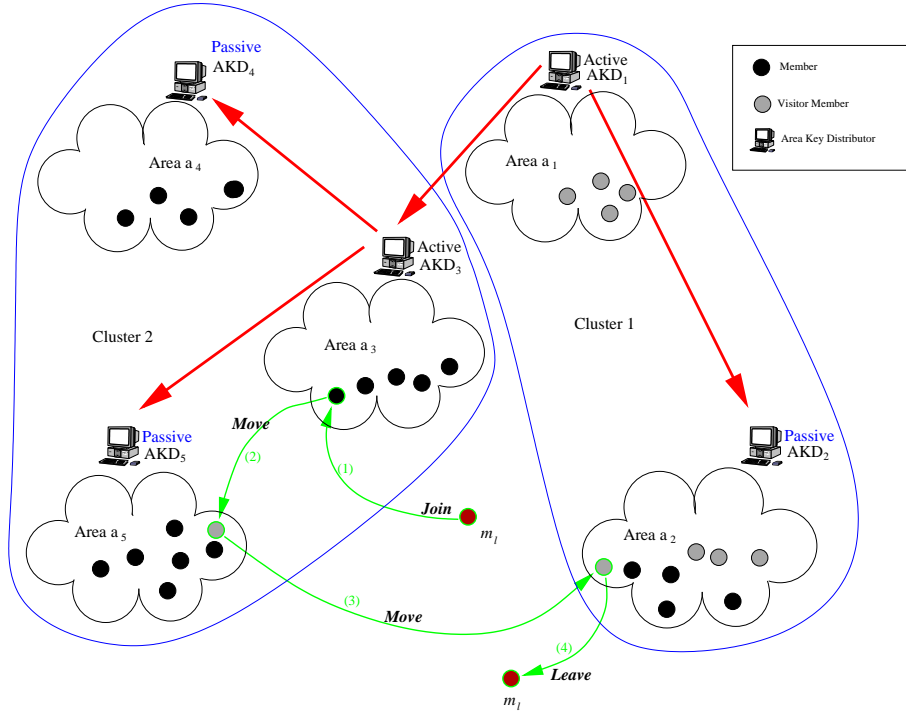 Passive
AKD4
Active
AKD1
Member
Visitor Member
Area Key Distributor
Area a 4
Area a 1
Active
AKD3
Cluster 2
Area a 3
Cluster 1
Move
Passive
AKD5
(2)
(1)
Passive
AKD2
Join
m l
Area a 5
Area a 2
(3)
Move
(4)
Leave
m l